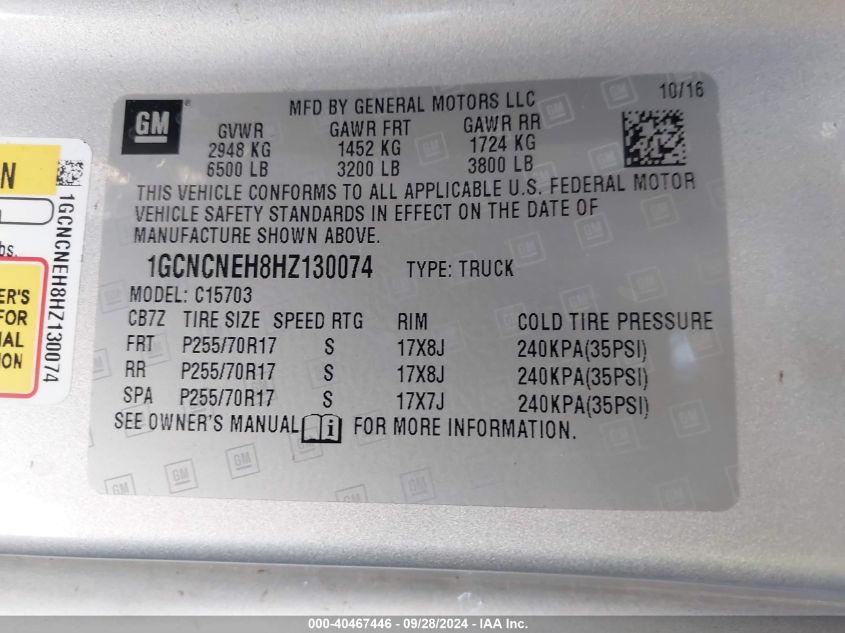 GM
MFD BY GENERAL MOTORS LLC
10/16
GVWR GAWR FRT GAWR RR
2948 KG 1452 KG 1724 KG
6500 LB 3200 LB 3800 LB
THIS VEHICLE CONFORMS TO ALL APPLICABLE U.S. FEDERAL MOTOR
VEHICLE SAFETY STANDARDS IN EFFECT ON THE DATE OF
MANUFACTURE SHOWN ABOVE.
1GCNCNEH8HZ130074 TYPE: TRUCK
MODEL: C15703
CB7Z TIRE SIZE SPEED RTG RIM COLD TIRE PRESSURE
FRT P255/70R17 S 17X8J 240KPA(35PSI)
RR P255/70R17 S 17X8J 240KPA(35PSI)
SPA P255/70R17 S 17X7J 240KPA(35PSI)
SEE OWNER'S MANUAL i FOR MORE INFORMATION.
1GCNCNEH8HZ130074
FOR
000-40467446 - 09/28/2024 - IAA Inc.